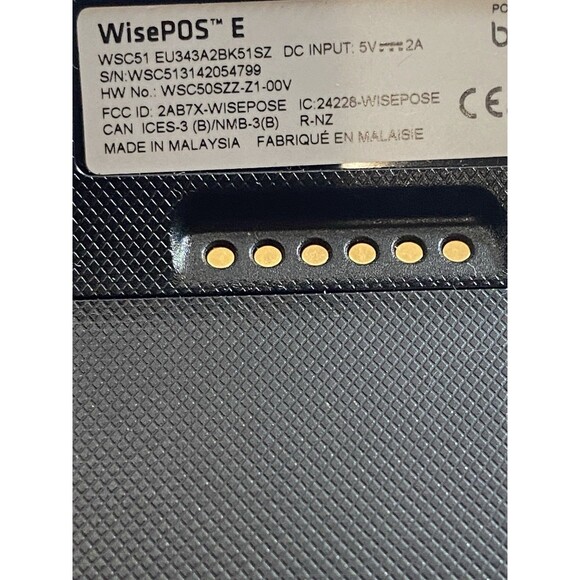 WisePOS™ E
WSC51 EU343A2BK51SZ DC INPUT: 5V⎓2A
S/N:WSC513142054799
HW No.: WSC50SZZ-Z1-00V
FCC ID: 2AB7X-WISEPOSE IC:24228-WISEPOSE
CAN ICES-3 (B)/NMB-3(B) R-NZ
MADE IN MALAYSIA FABRIQUÉ EN MALAISIE
CE